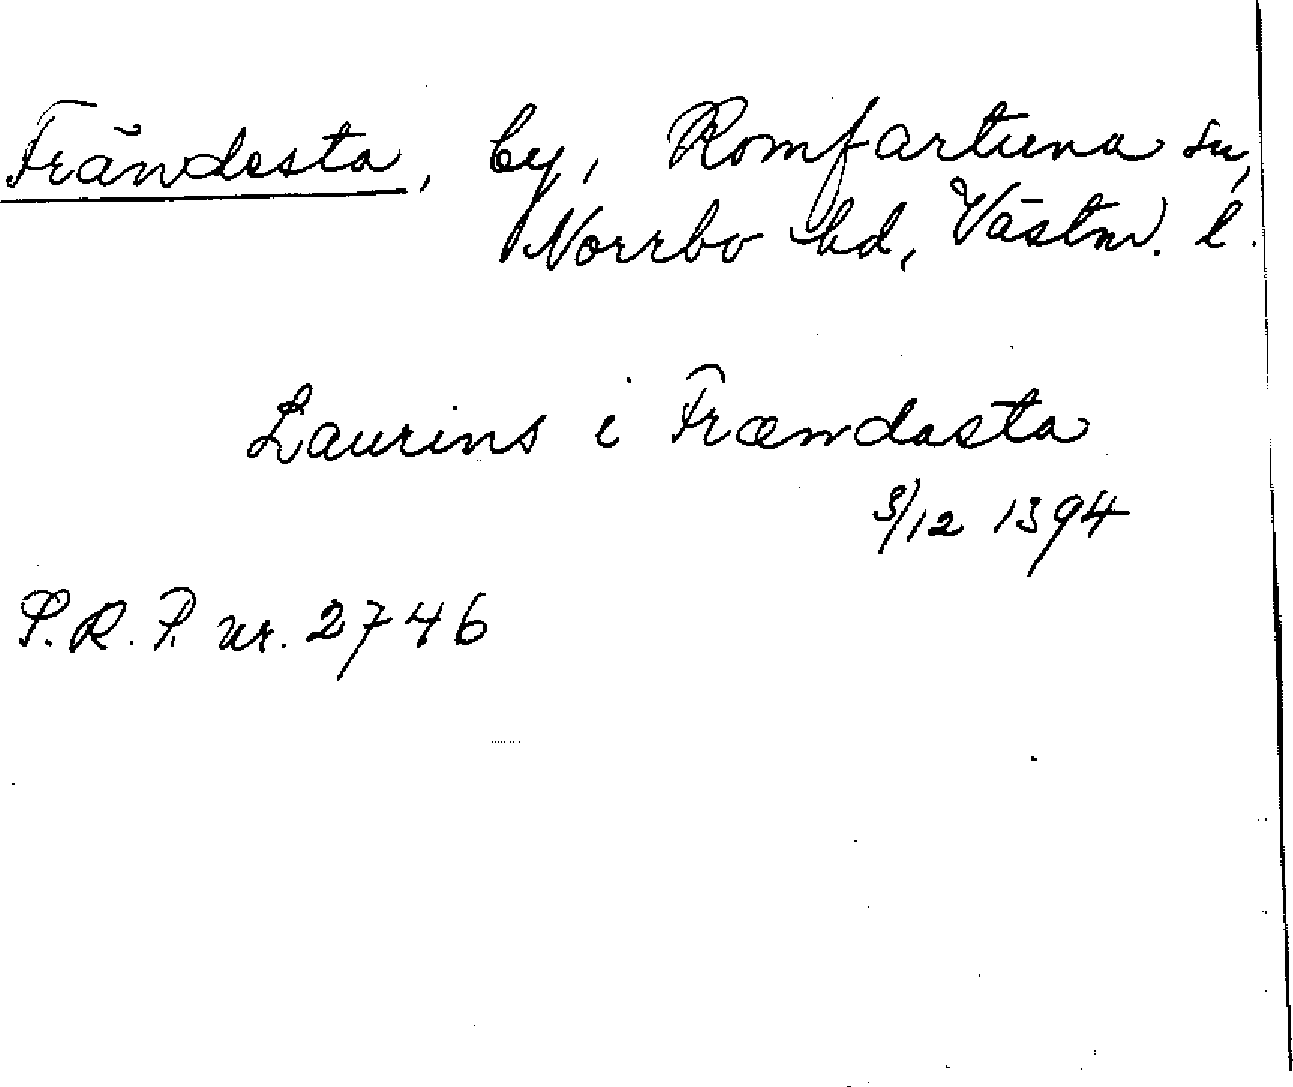 Frändesta, by, Romfartuna sn,
Norrbo hd, Västm. l.
Laurins i Frændasta
3/12 1394
S.R.P. nr. 2746